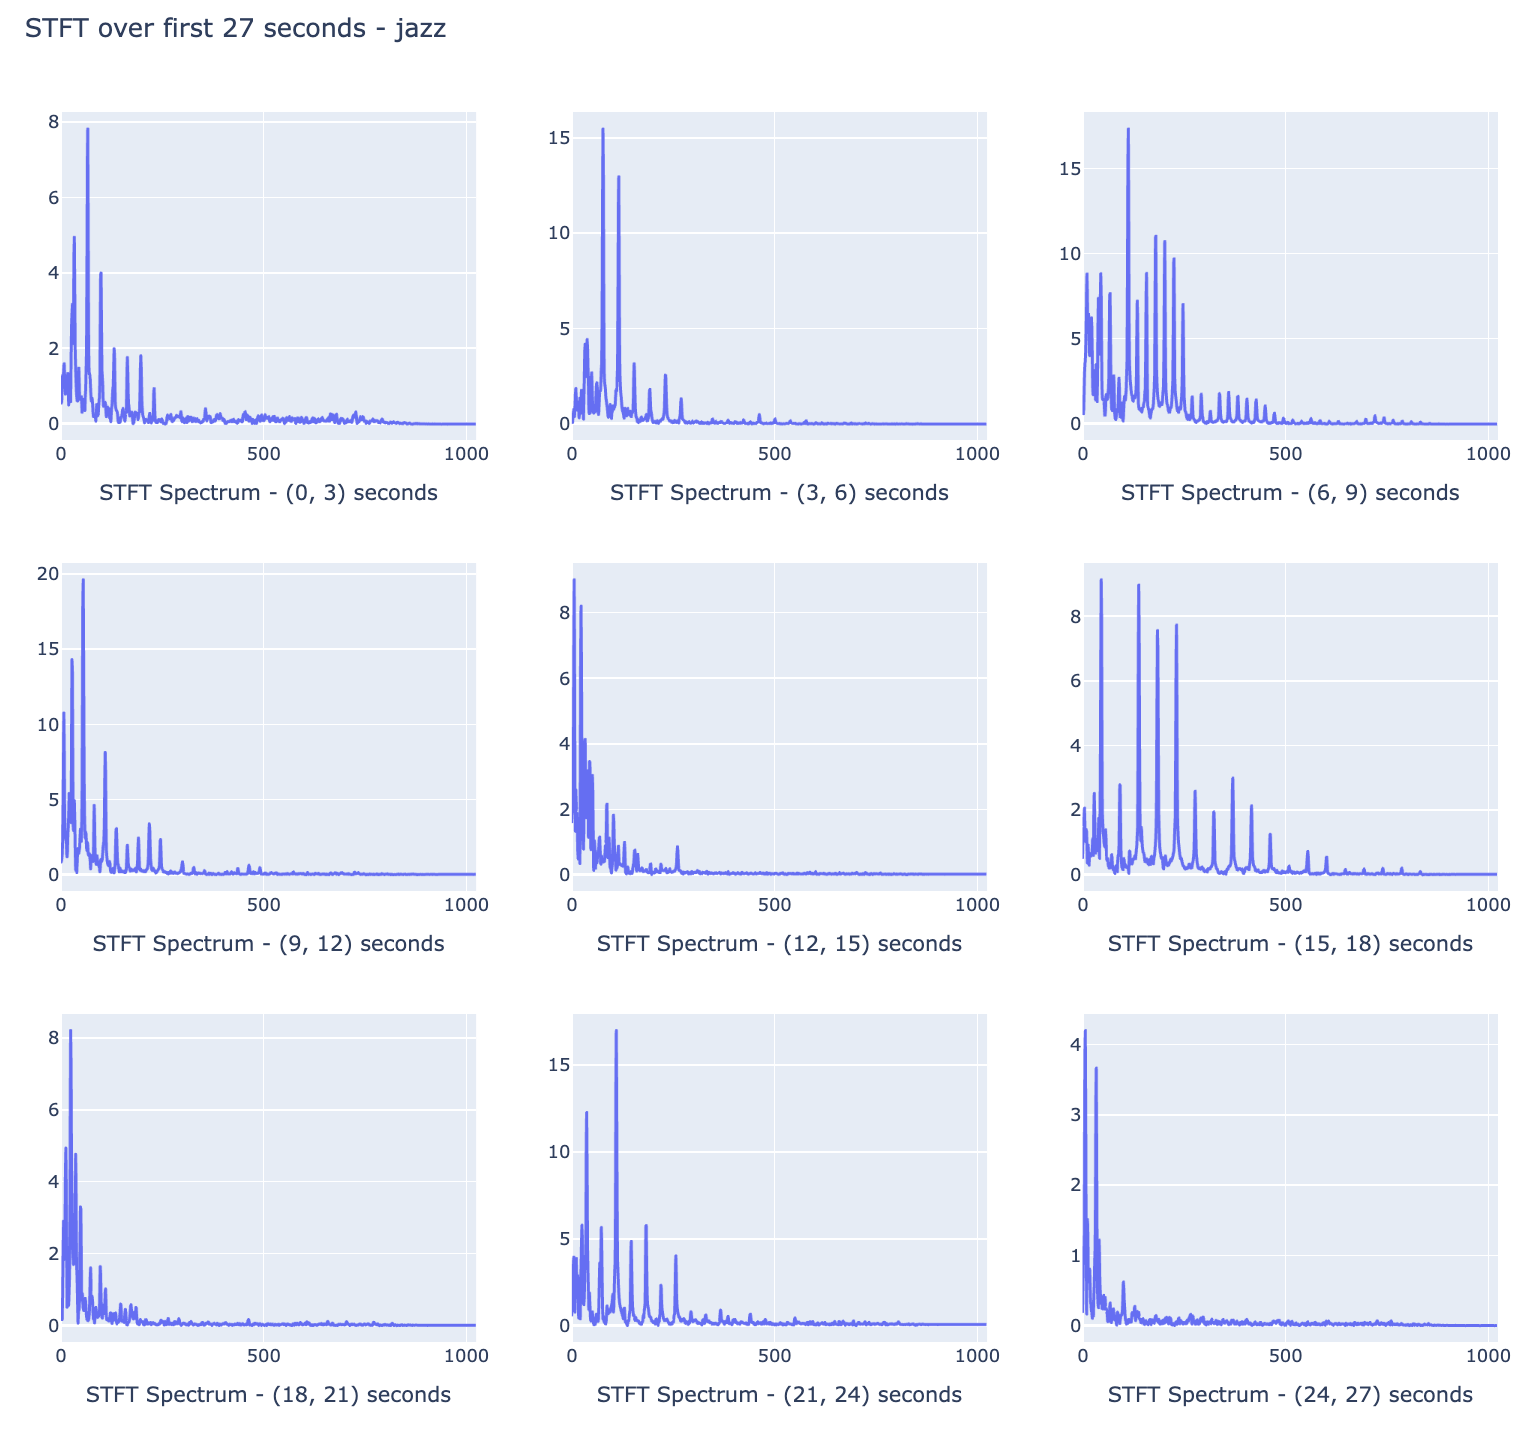 STFT over first 27 seconds - jazz
8
6
4
2
0
0 500 1000
STFT Spectrum - (0, 3) seconds
15
10
5
0
0 500 1000
STFT Spectrum - (3, 6) seconds
15
10
5
0
0 500 1000
STFT Spectrum - (6, 9) seconds
20
15
10
5
0
0 500 1000
STFT Spectrum - (9, 12) seconds
8
6
4
2
0
0 500 1000
STFT Spectrum - (12, 15) seconds
8
6
4
2
0
0 500 1000
STFT Spectrum - (15, 18) seconds
8
6
4
2
0
0 500 1000
STFT Spectrum - (18, 21) seconds
15
10
5
0
0 500 1000
STFT Spectrum - (21, 24) seconds
4
3
2
1
0
0 500 1000
STFT Spectrum - (24, 27) seconds